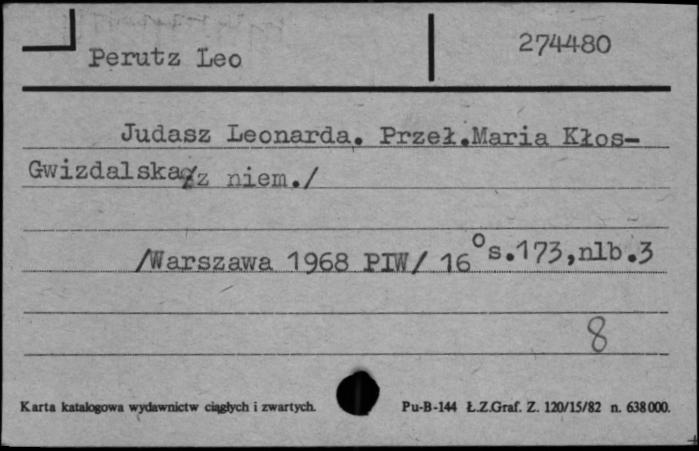 Perutz Leo
274480
Judasz Leonarda. Przeł.Maria Kłos-
Gwizdalska/z niem./
/Warszawa 1968 PIW/ 16° s.173,nlb.3
8
Karta katalogowa wydawnictw ciągłych i zwartych.
Pu-B-144 Ł.Z.Graf. Z. 120/15/82 n. 638000.